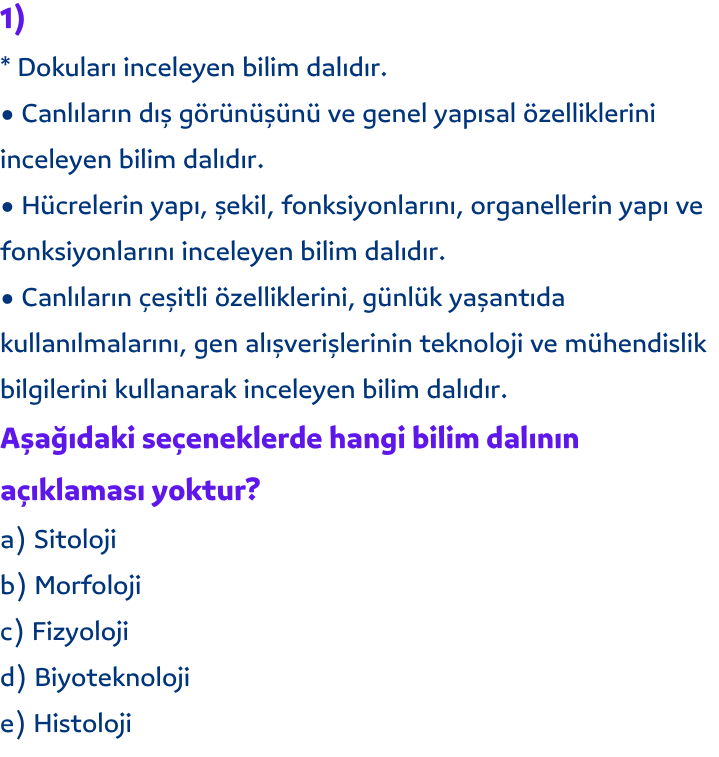 1)
* Dokuları inceleyen bilim dalıdır.
● Canlıların dış görünüşünü ve genel yapısal özelliklerini
inceleyen bilim dalıdır.
● Hücrelerin yapı, şekil, fonksiyonlarını, organellerin yapı ve
fonksiyonlarını inceleyen bilim dalıdır.
● Canlıların çeşitli özelliklerini, günlük yaşantıda
kullanılmalarını, gen alışverişlerinin teknoloji ve mühendislik
bilgilerini kullanarak inceleyen bilim dalıdır.
Aşağıdaki seçeneklerde hangi bilim dalının
açıklaması yoktur?
a) Sitoloji
b) Morfoloji
c) Fizyoloji
d) Biyoteknoloji
e) Histoloji